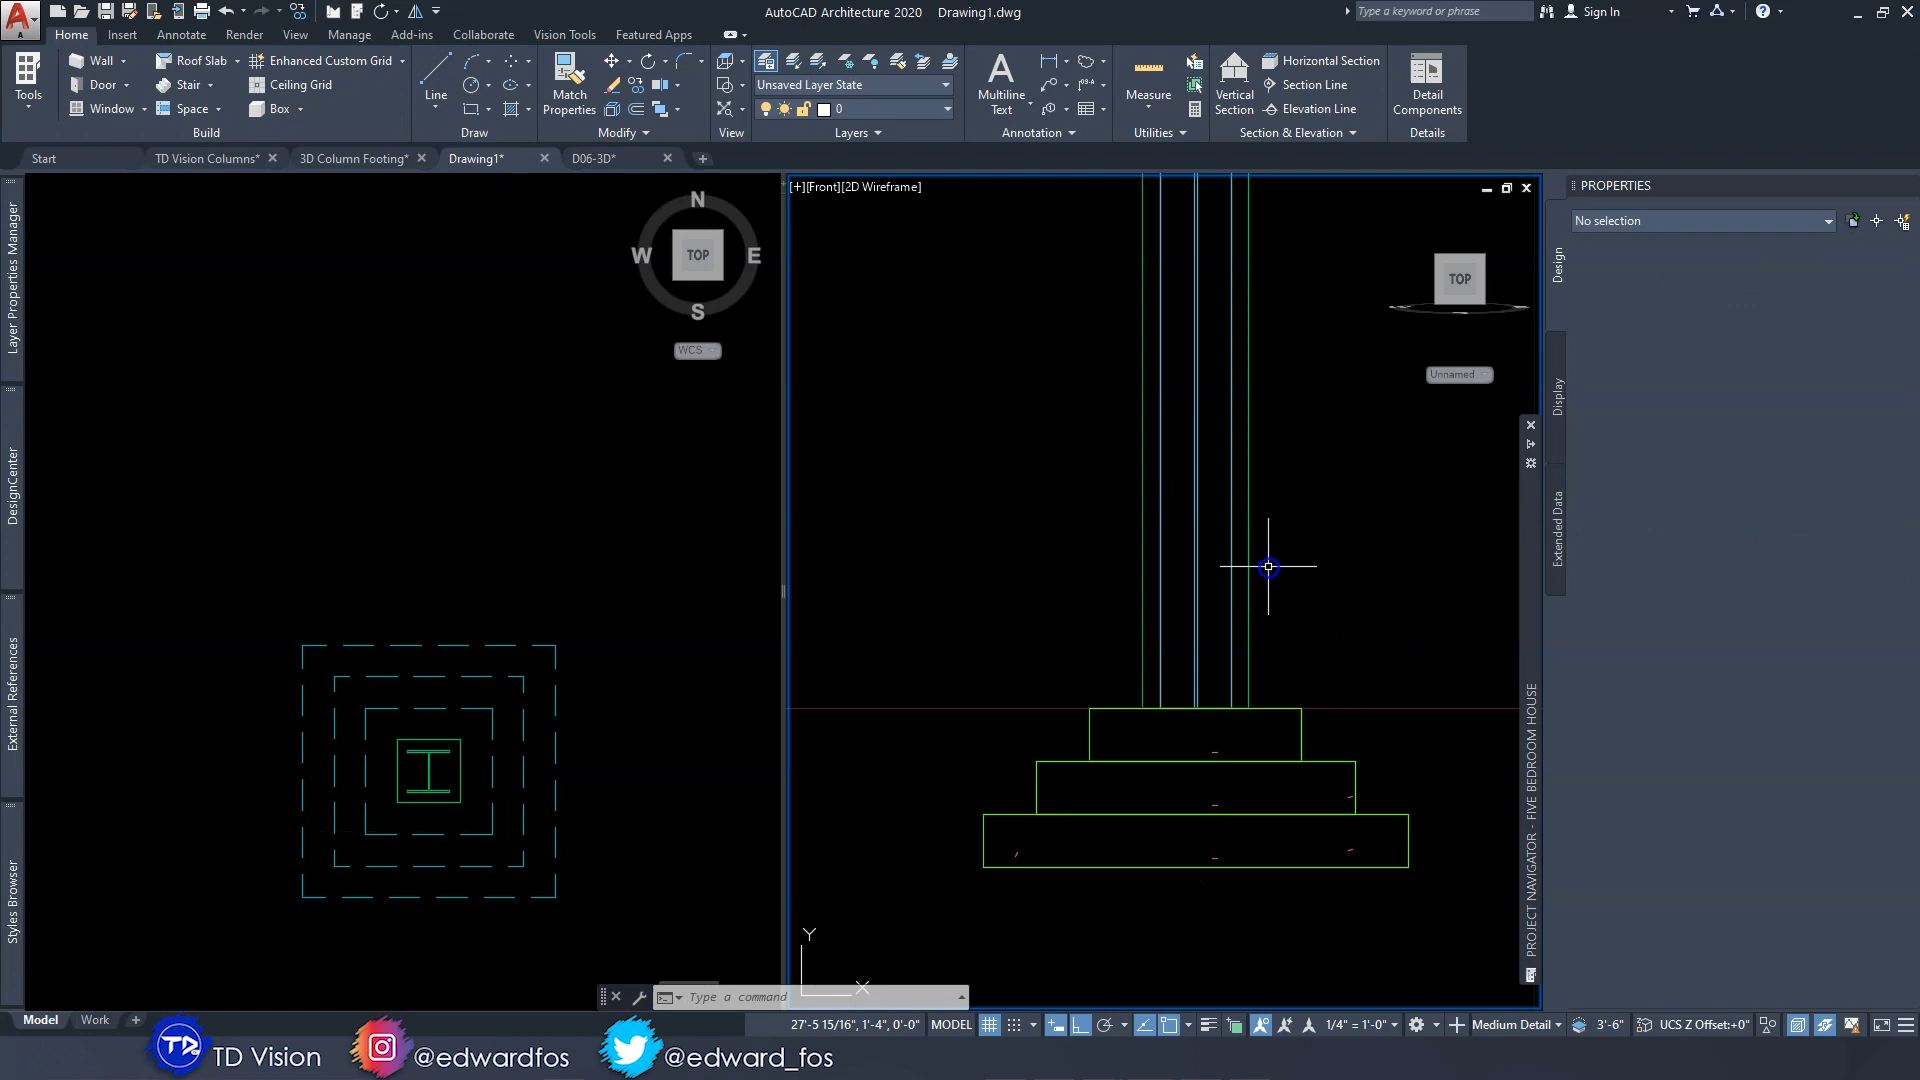 AutoCAD Architecture 2020 Drawing1.dwg
Type a keyword or phrase
Sign In
A
Home Insert Annotate Render View Manage Add-ins Collaborate Vision Tools Featured Apps
Tools
Wall
Door
Window
Roof Slab
Stair
Space
Enhanced Custom Grid
Ceiling Grid
Box
Build
Line
Draw
Match
Properties
Modify
View
Unsaved Layer State
0
Layers
A
Multiline
Text
Annotation
Measure
Utilities
Vertical
Section
Horizontal Section
Section Line
Elevation Line
Section & Elevation
Detail
Components
Details
Start TD Vision Columns* 3D Column Footing* Drawing1* D06-3D*
Layer Properties Manager
DesignCenter
External References
Styles Browser
N
W TOP E
S
WCS
[+][Front][2D Wireframe]
TOP
Unnamed
Y
X
PROPERTIES
No selection
Design
Display
Extended Data
PROJECT NAVIGATOR - FIVE BEDROOM HOUSE
Type a command
Model Work
27'-5 15/16", 1'-4", 0'-0" MODEL 1/4" = 1'-0" Medium Detail 3'-6" UCS Z Offset:+0"
TD TD Vision @edwardfos @edward_fos